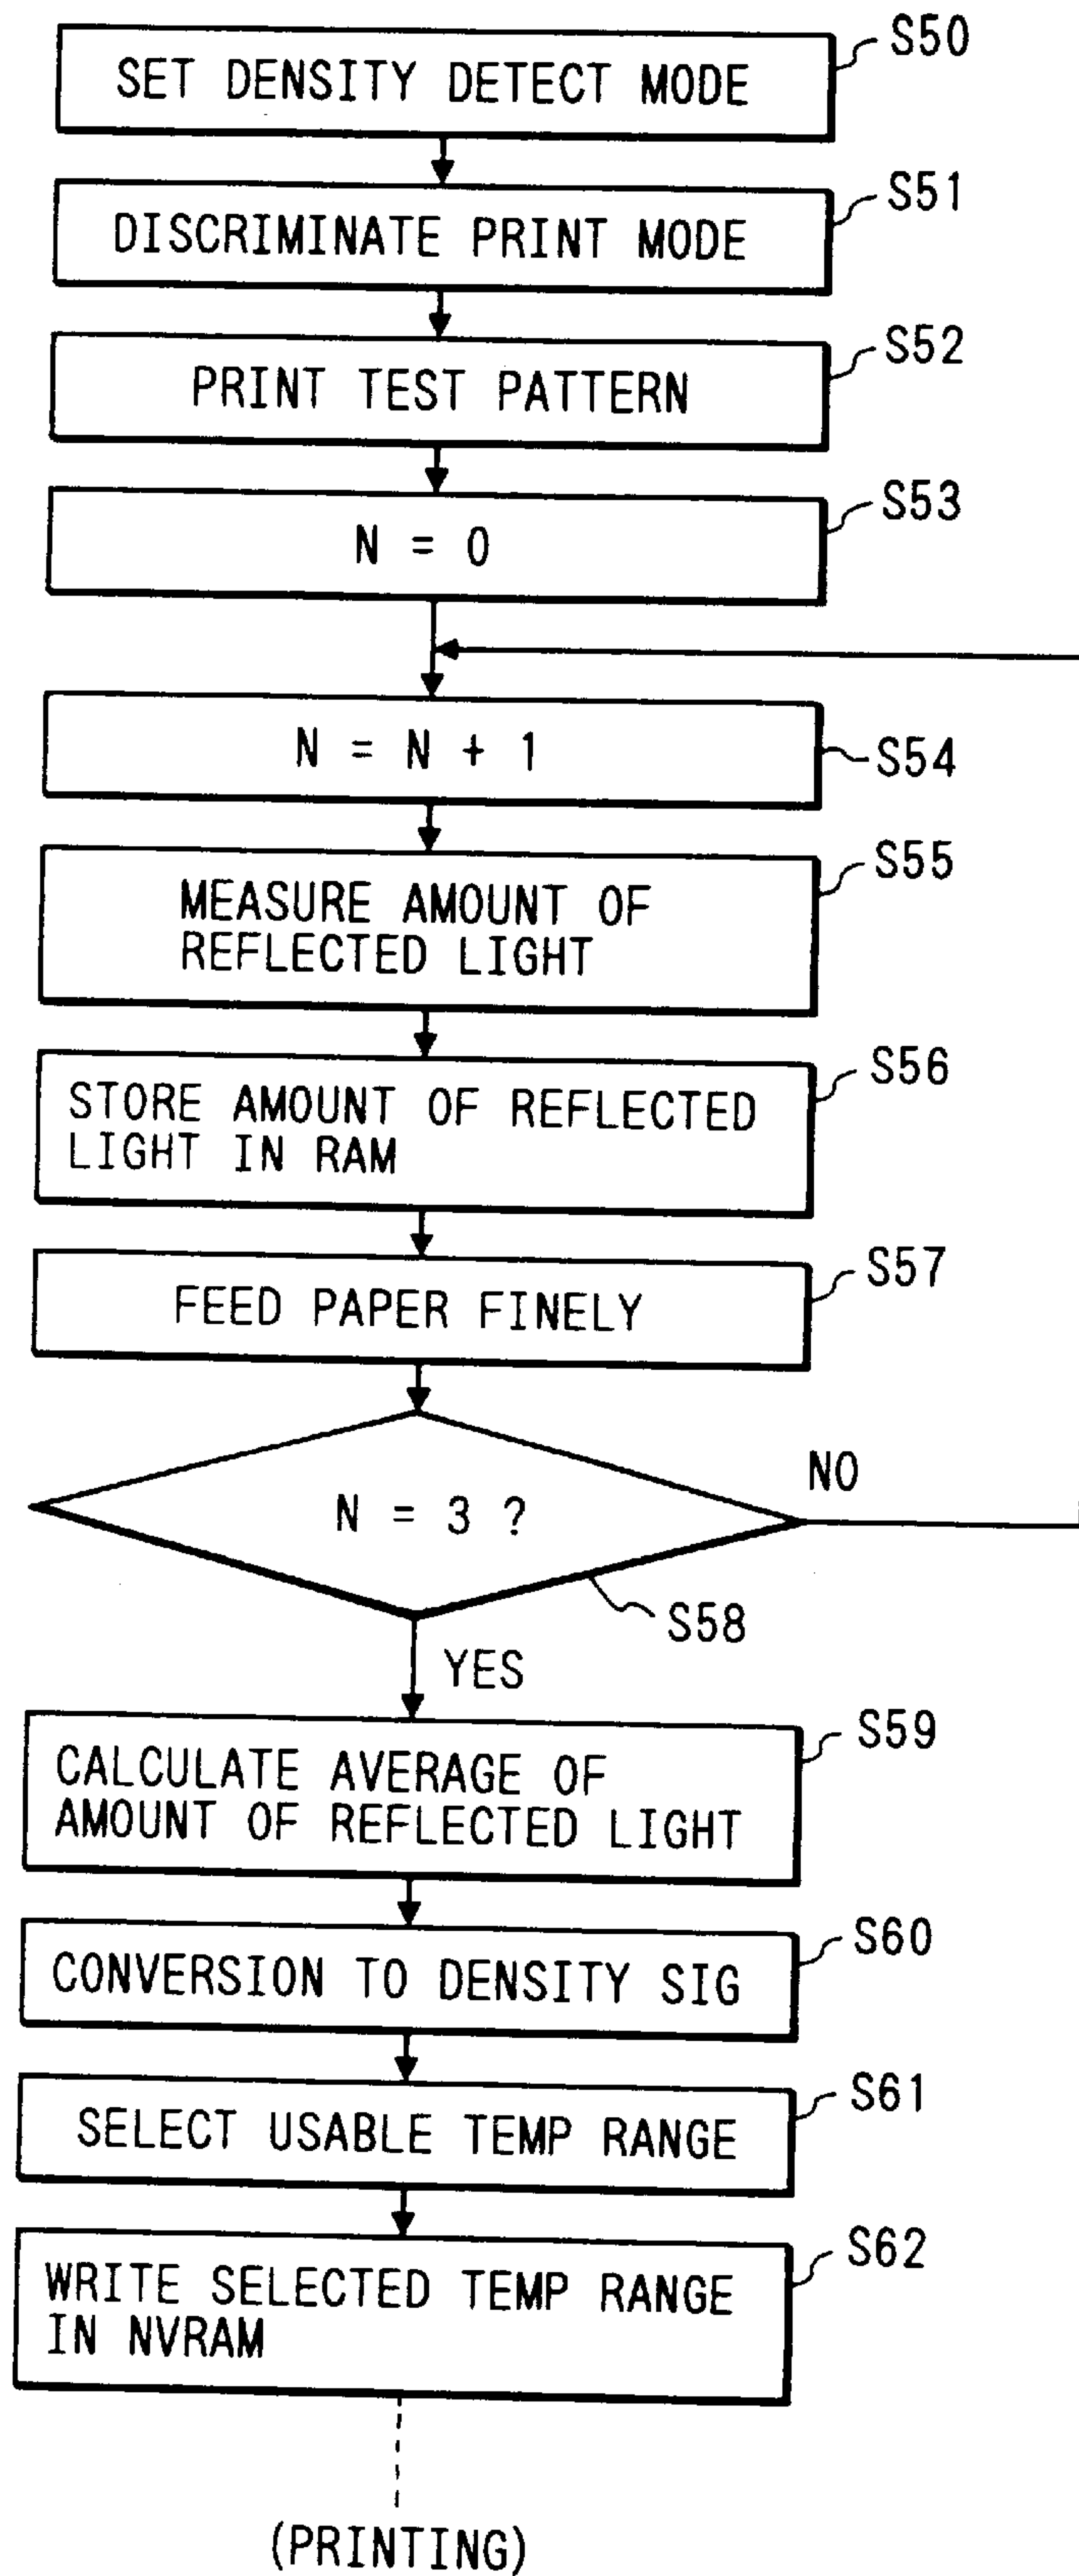 S50
SET DENSITY DETECT MODE
S51
DISCRIMINATE PRINT MODE
S52
PRINT TEST PATTERN
S53
N = 0
N = N + 1
S54
S55
MEASURE AMOUNT OF
REFLECTED LIGHT
S56
STORE AMOUNT OF REFLECTED
LIGHT IN RAM
S57
FEED PAPER FINELY
NO
N = 3 ?
S58
YES
S59
CALCULATE AVERAGE OF
AMOUNT OF REFLECTED LIGHT
S60
CONVERSION TO DENSITY SIG
S61
SELECT USABLE TEMP RANGE
S62
WRITE SELECTED TEMP RANGE
IN NVRAM
(PRINTING)